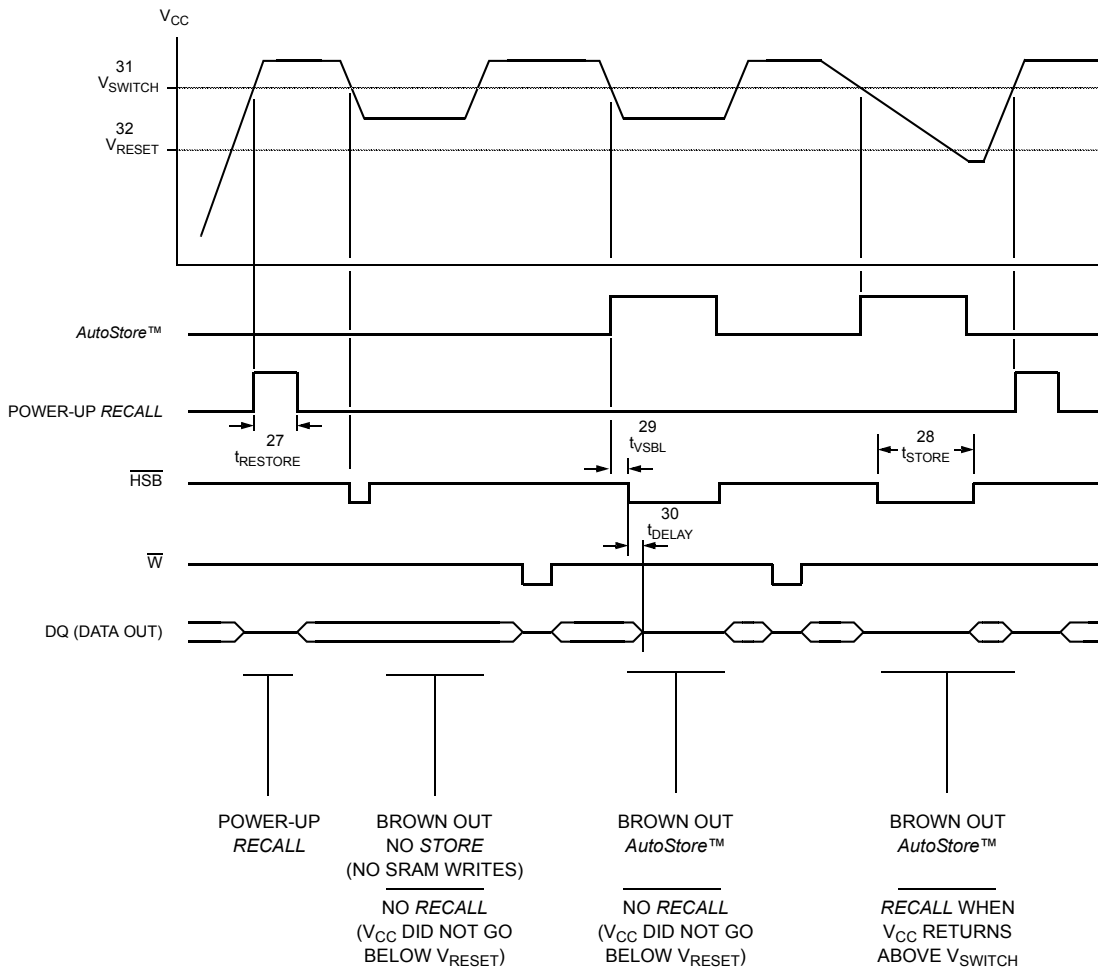 VCC
31
VSWITCH
32
VRESET
AutoStore™
POWER-UP RECALL
27
tRESTORE
29
tVSBL
28
tSTORE
HSB
30
tDELAY
W
DQ (DATA OUT)
POWER-UP
RECALL
BROWN OUT
NO STORE
(NO SRAM WRITES)
NO RECALL
(VCC DID NOT GO
BELOW VRESET)
BROWN OUT
AutoStore™
NO RECALL
(VCC DID NOT GO
BELOW VRESET)
BROWN OUT
AutoStore™
RECALL WHEN
VCC RETURNS
ABOVE VSWITCH